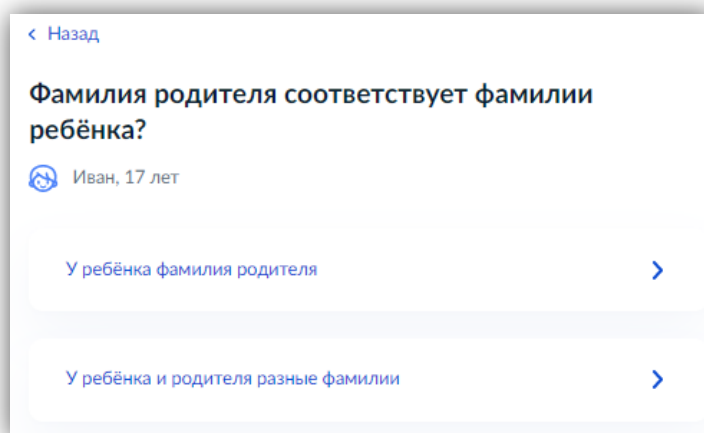 Назад
Фамилия родителя соответствует фамилии
ребёнка?
Иван, 17 лет
У ребёнка фамилия родителя
У ребёнка и родителя разные фамилии